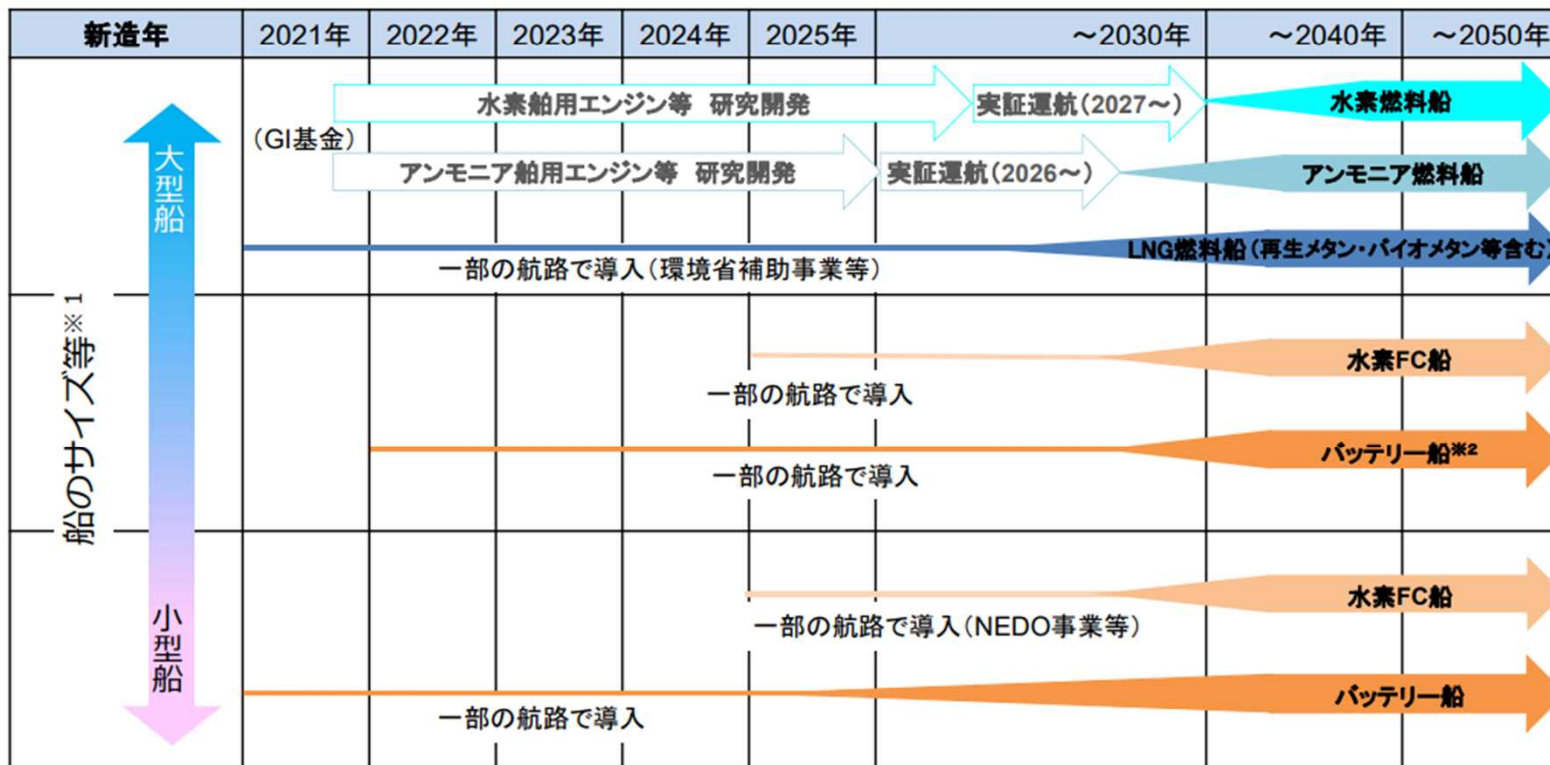 新造年 2021年 2022年 2023年 2024年 2025年 ～2030年 ～2040年 ～2050年
船のサイズ等※1
大型船
小型船
水素舶用エンジン等 研究開発 実証運航（2027～） 水素燃料船
（GI基金）
アンモニア舶用エンジン等 研究開発 実証運航（2026～） アンモニア燃料船
LNG燃料船（再生メタン・バイオメタン等含む）
一部の航路で導入（環境省補助事業等）
水素FC船
一部の航路で導入
バッテリー船※2
一部の航路で導入
水素FC船
一部の航路で導入（NEDO事業等）
バッテリー船
一部の航路で導入